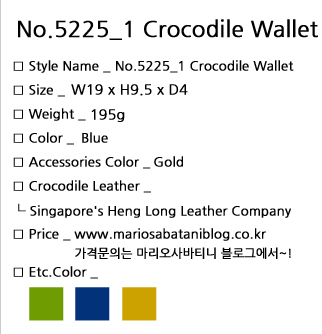 No.5225_1 Crocodile Wallet
□ Style Name _ No.5225_1 Crocodile Wallet
□ Size _ W19 x H9.5 x D4
□ Weight _ 195g
□ Color _ Blue
□ Accessories Color _ Gold
□ Crocodile Leather _
└ Singapore's Heng Long Leather Company
□ Price _ www.mariosabataniblog.co.kr
가격문의는 마리오사바티니 블로그에서~!
□ Etc.Color _